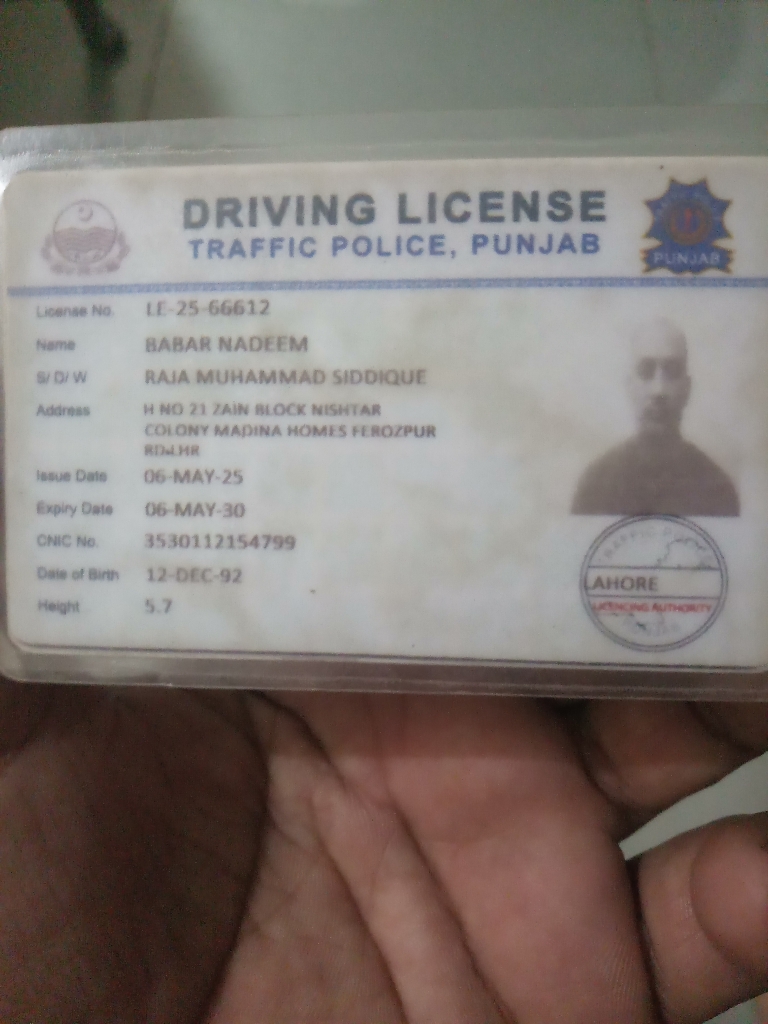 DRIVING LICENSE
TRAFFIC POLICE, PUNJAB
PUNJAB
License No. LE-25-66612
Name BABAR NADEEM
S/ D/ W RAJA MUHAMMAD SIDDIQUE
Address H NO 21 ZAIN BLOCK NISHTAR
COLONY MADINA HOMES FEROZPUR
Issue Date 06-MAY-25
Expiry Date 06-MAY-30
CNIC No. 3530112154799
Date of Birth 12-DEC-92
Height 5.7
LAHORE
LICENCING AUTHORITY